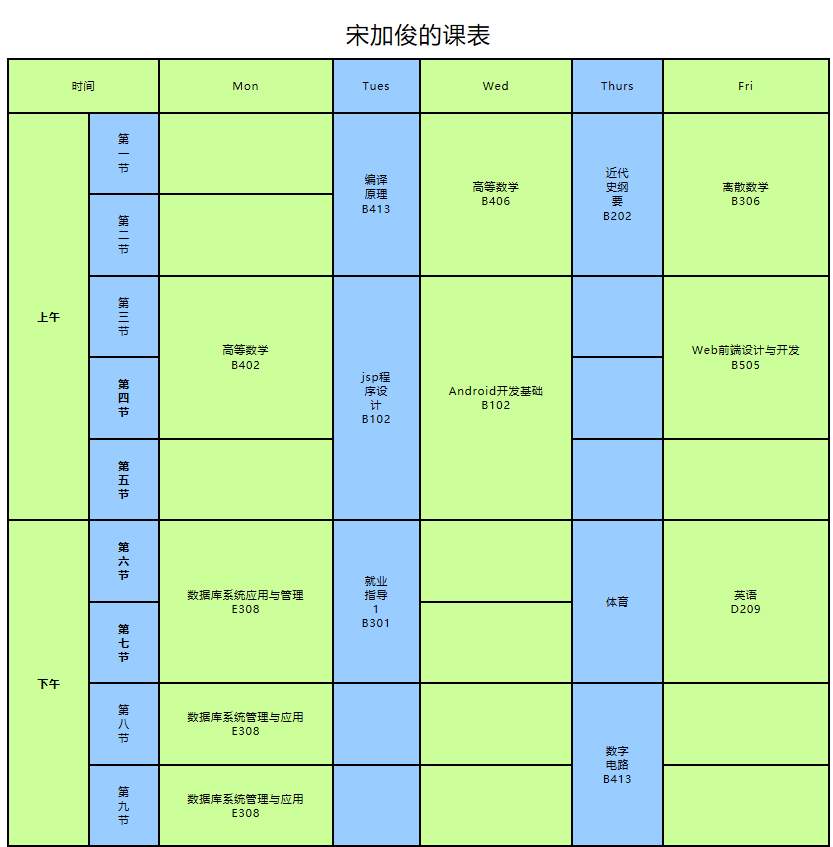 宋加俊的课表
时间
Mon
Tues
Wed
Thurs
Fri
上午
第
一
节
编译
原理
B413
高等数学
B406
近代
史纲
要
B202
离散数学
B306
第
二
节
第
三
节
高等数学
B402
jsp程
序设
计
B102
Android开发基础
B102
Web前端设计与开发
B505
第
四
节
第
五
节
下午
第
六
节
数据库系统应用与管理
E308
就业
指导
1
B301
体育
英语
D209
第
七
节
第
八
节
数据库系统管理与应用
E308
数字
电路
B413
第
九
节
数据库系统管理与应用
E308